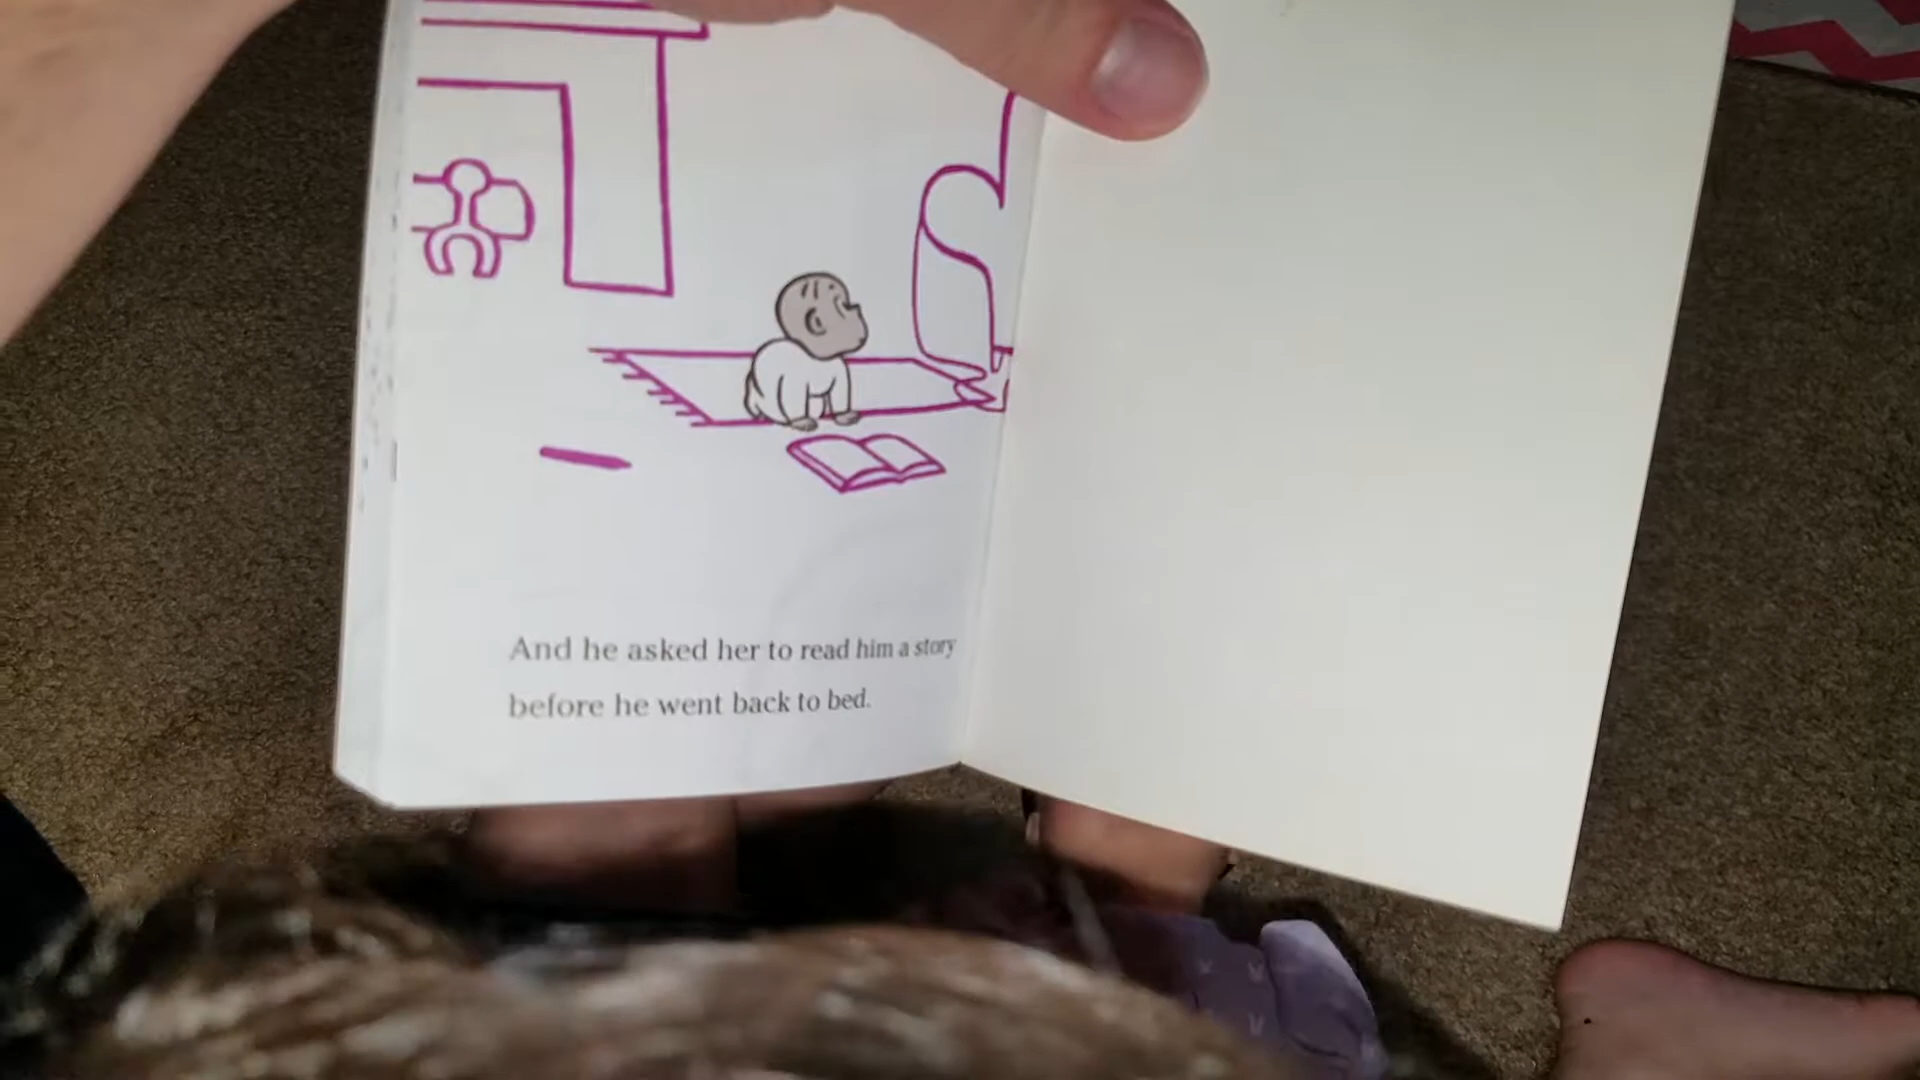 And he asked her to read him a story
before he went back to bed.